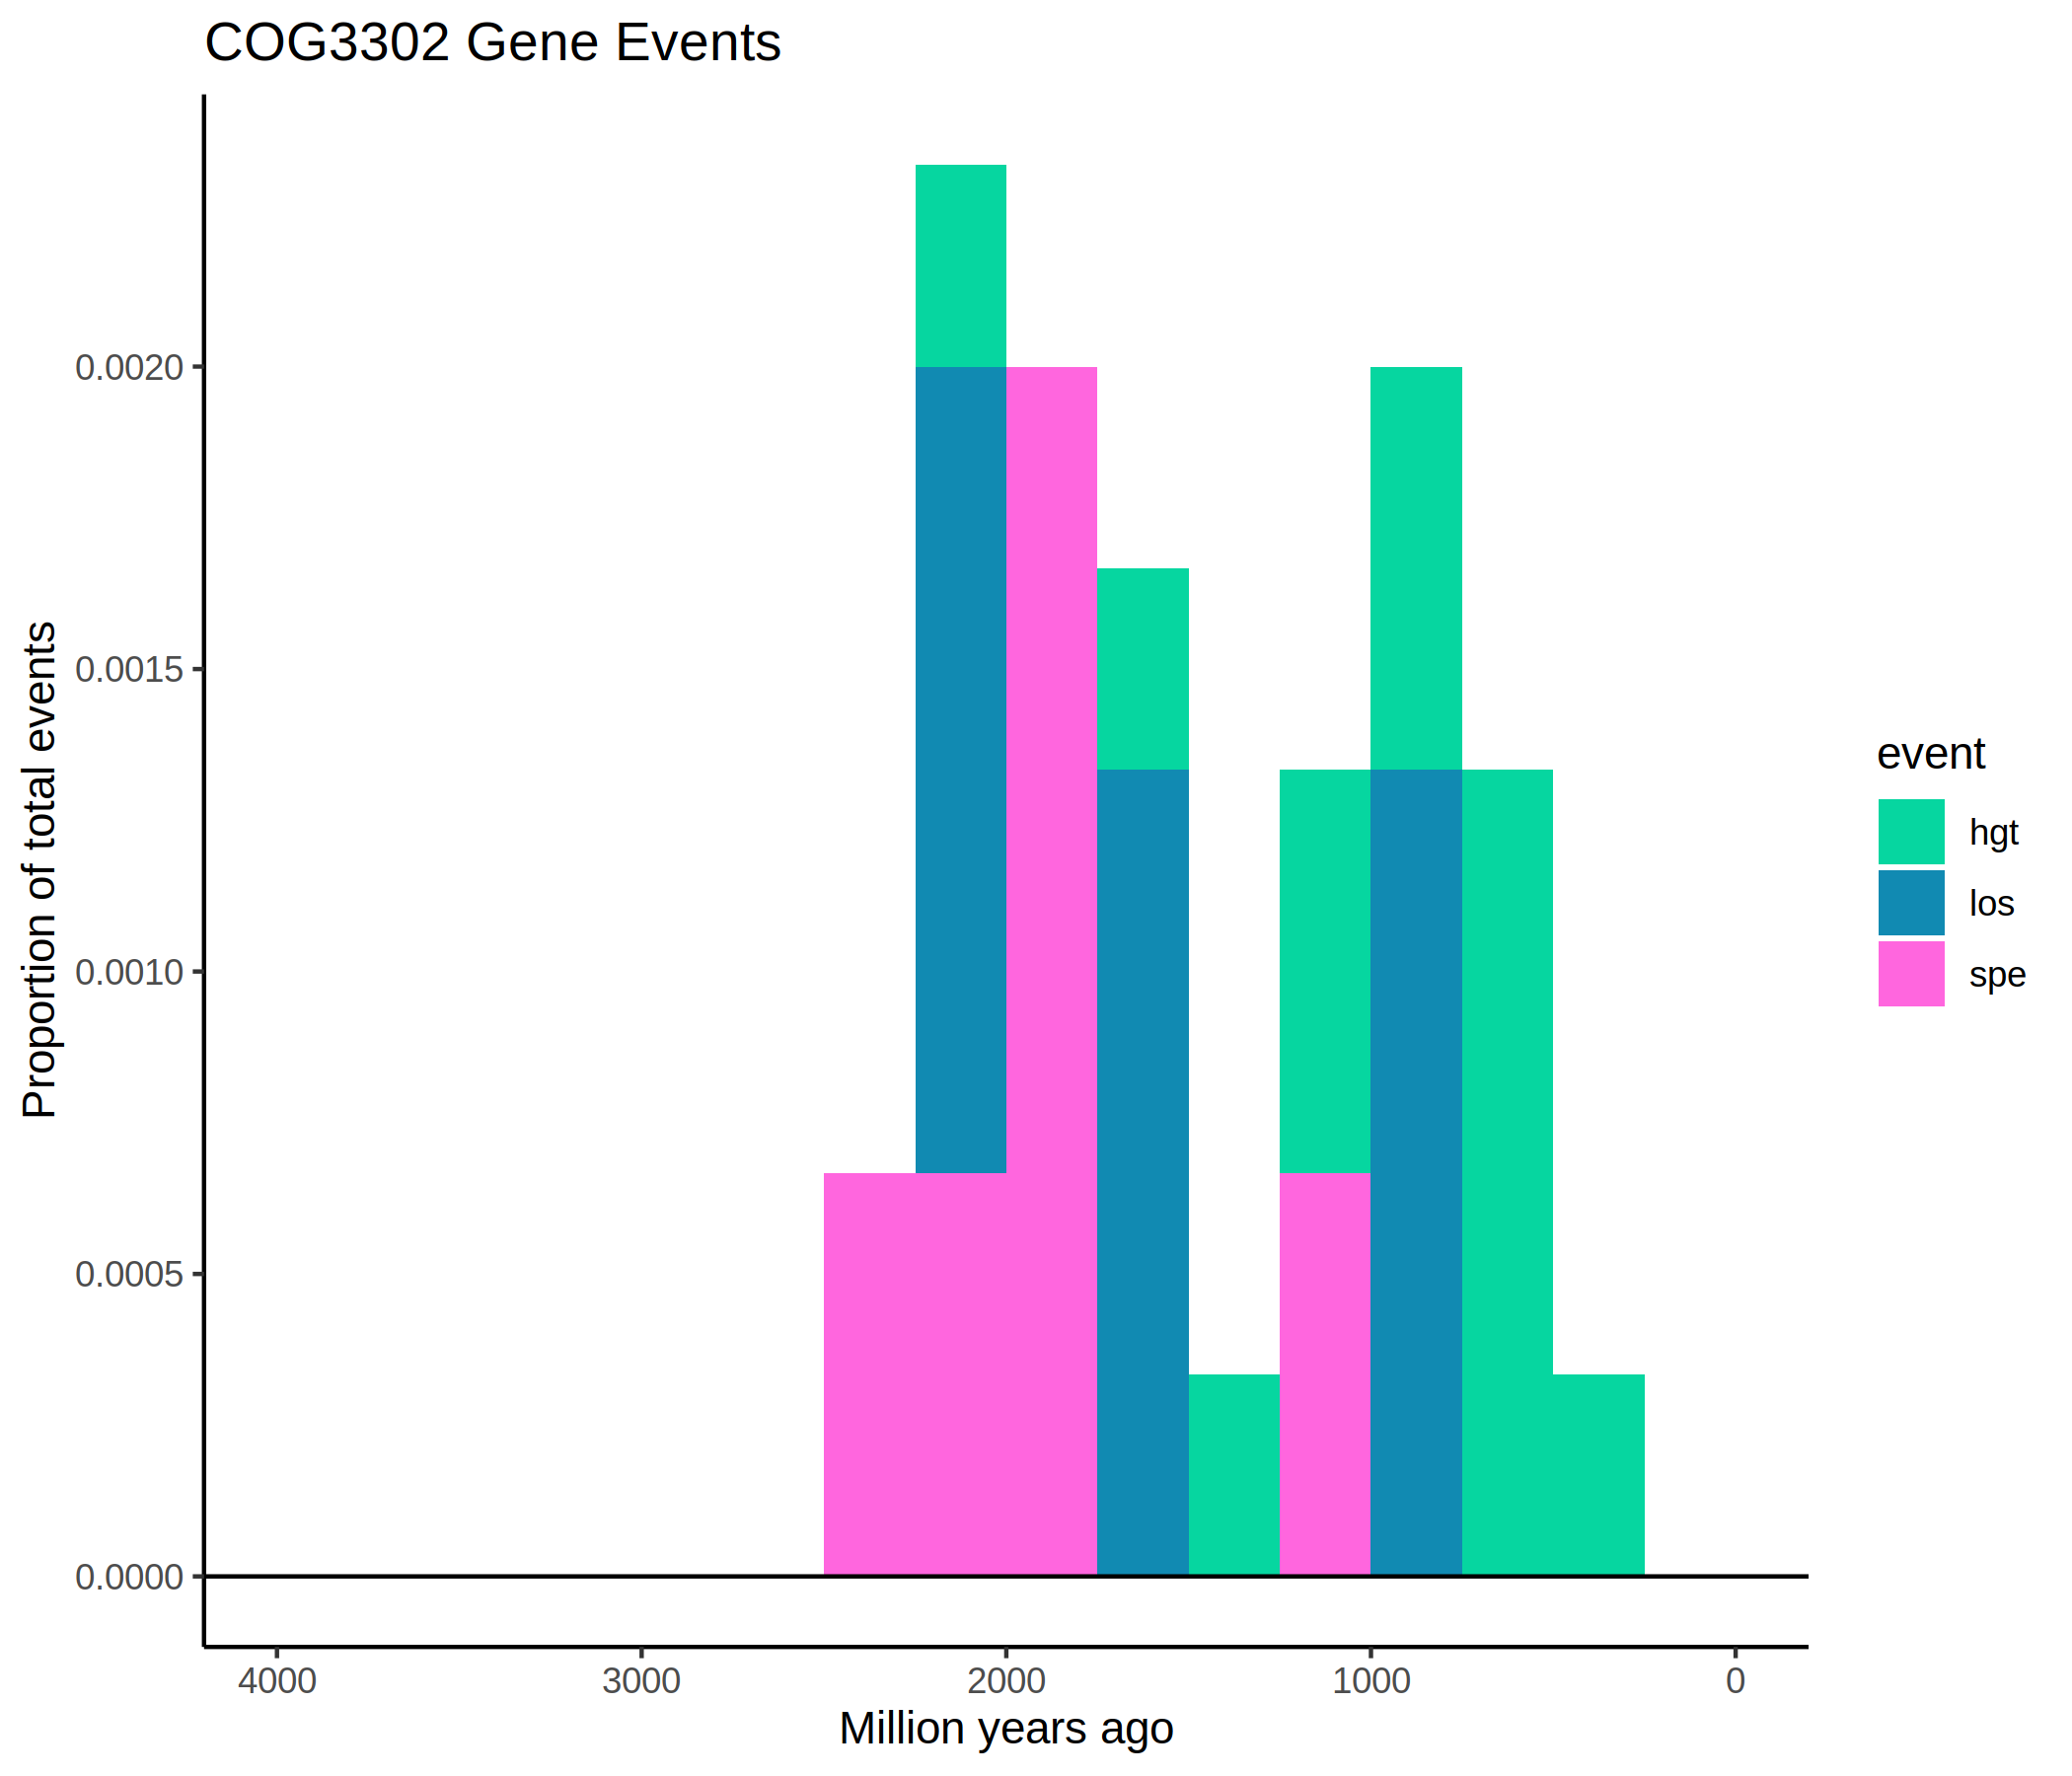 COG3302 Gene Events
Proportion of total events
0.0020
0.0015
0.0010
0.0005
0.0000
4000 3000 2000 1000 0
Million years ago
event
hgt
los
spe